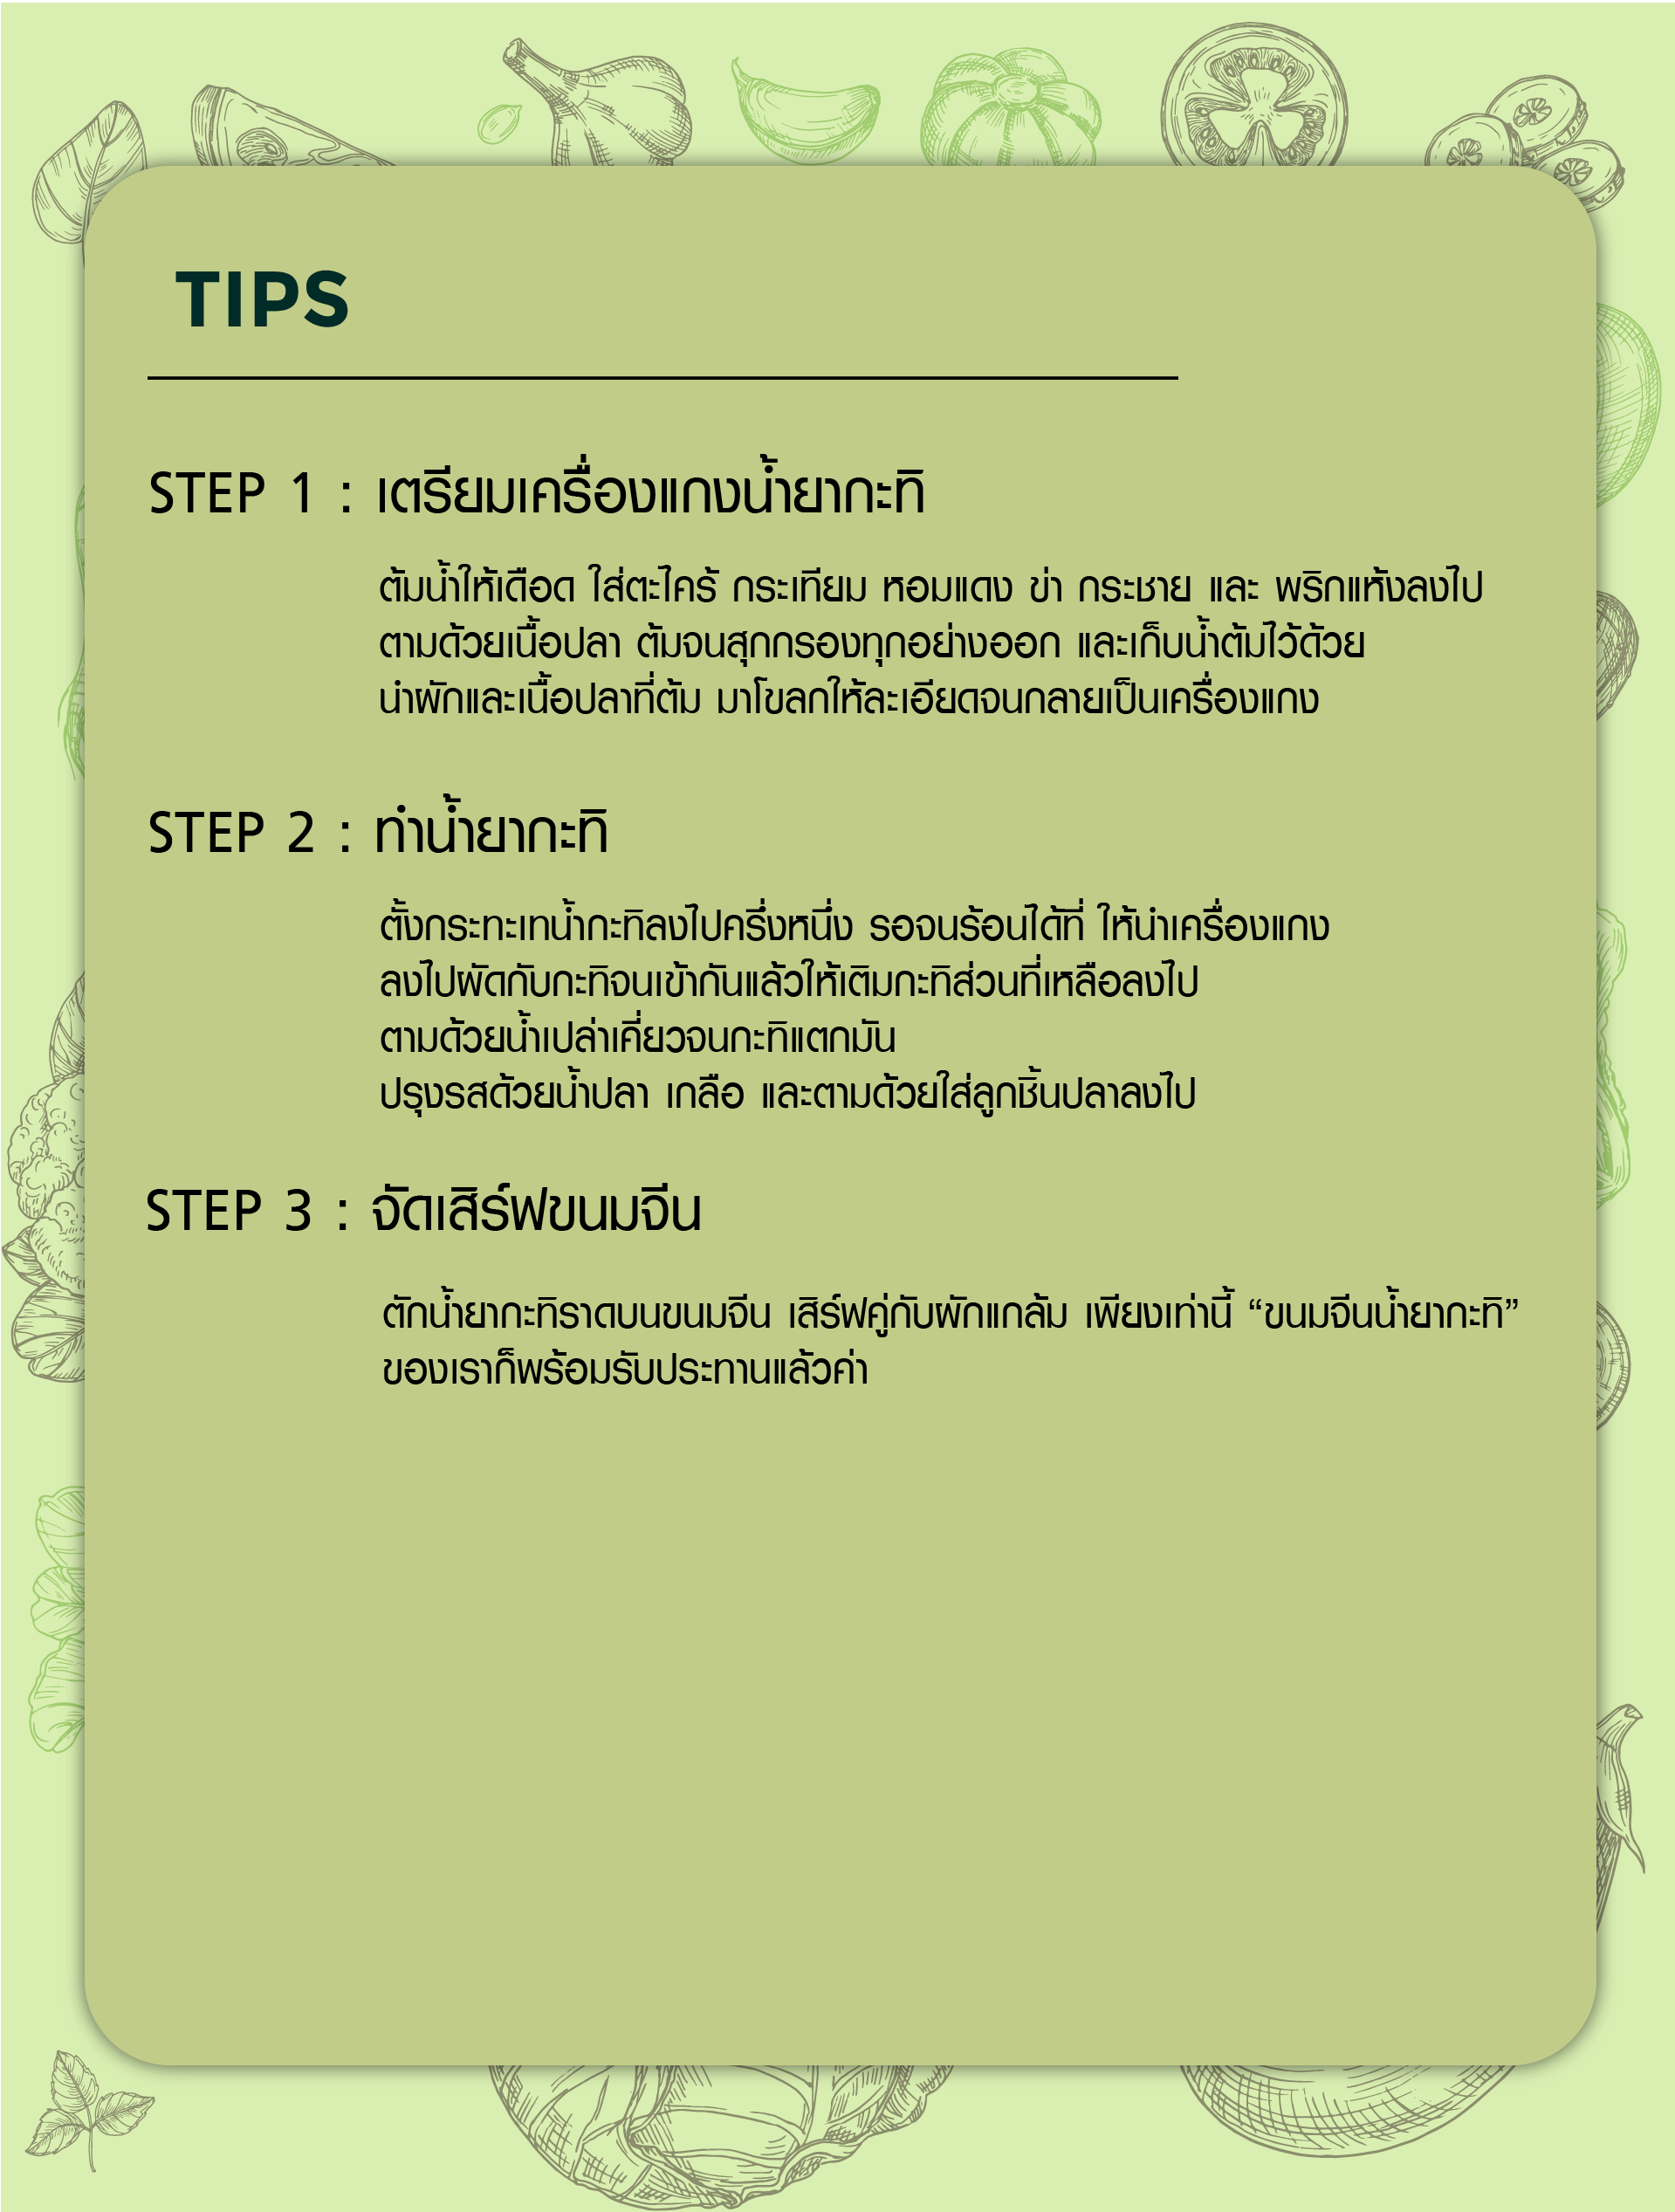 TIPS
STEP 1 : เตรียมเครื่องแกงน้ำยากะทิ
ต้มน้ำให้เดือด ใส่ตะไคร้ กระเทียม หอมแดง ข่า กระชาย และ พริกแห้งลงไป
ตามด้วยเนื้อปลา ต้มจนสุกกรองทุกอย่างออก และเก็บน้ำต้มไว้ด้วย
นำผักและเนื้อปลาที่ต้ม มาโขลกให้ละเอียดจนกลายเป็นเครื่องแกง
STEP 2 : ทำน้ำยากะทิ
ตั้งกระทะเทน้ำกะทิลงไปครึ่งหนึ่ง รอจนร้อนได้ที่ ให้นำเครื่องแกง
ลงไปผัดกับกะทิจนเข้ากันแล้วให้เติมกะทิส่วนที่เหลือลงไป
ตามด้วยน้ำเปล่าเคี่ยวจนกะทิแตกมัน
ปรุงรสด้วยน้ำปลา เกลือ และตามด้วยใส่ลูกชิ้นปลาลงไป
STEP 3 : จัดเสิร์ฟขนมจีน
ตักน้ำยากะทิราดบนขนมจีน เสิร์ฟคู่กับผักแกล้ม เพียงเท่านี้ “ขนมจีนน้ำยากะทิ”
ของเราก็พร้อมรับประทานแล้วค่า